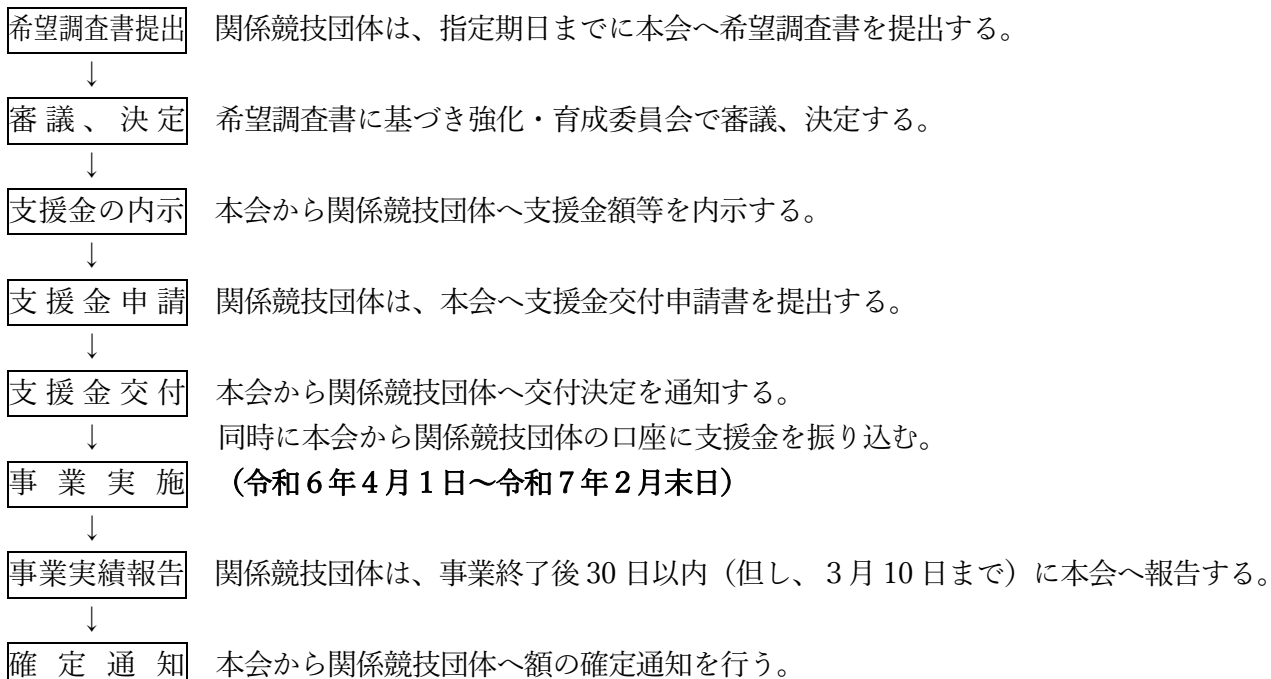 希望調査書提出 関係競技団体は、指定期日までに本会へ希望調査書を提出する。
↓
審議、決定 希望調査書に基づき強化・育成委員会で審議、決定する。
↓
支援金の内示 本会から関係競技団体へ支援金額等を内示する。
↓
支援金申請 関係競技団体は、本会へ支援金交付申請書を提出する。
↓
支援金交付 本会から関係競技団体へ交付決定を通知する。
↓ 同時に本会から関係競技団体の口座に支援金を振り込む。
事業実施 （令和６年４月１日～令和７年２月末日）
↓
事業実績報告 関係競技団体は、事業終了後 30 日以内（但し、３月 10 日まで）に本会へ報告する。
↓
確定通知 本会から関係競技団体へ額の確定通知を行う。